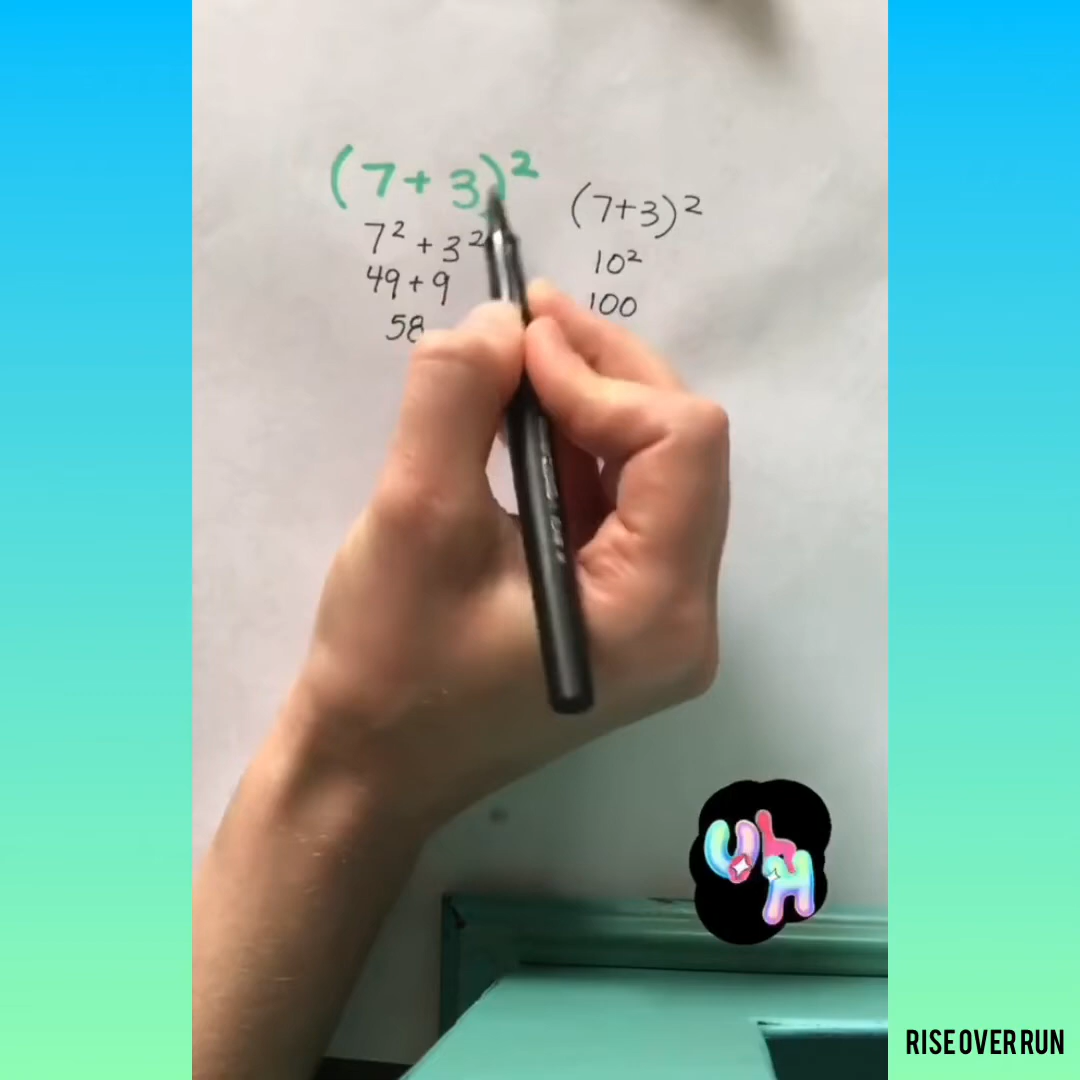 (7+3)²
7² + 3²
49 + 9
58
(7+3)²
10²
100
RISE OVER RUN